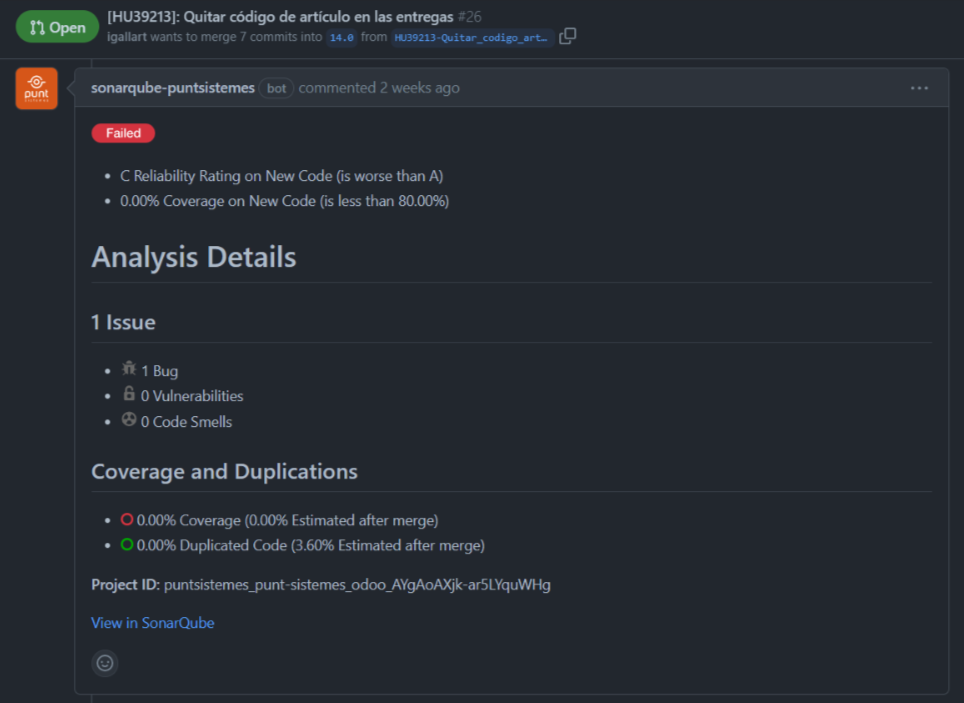 Open
[HU39213]: Quitar código de artículo en las entregas #26
igallart wants to merge 7 commits into 14.0 from HU39213-Quitar_codigo_art…
punt
sonarqube-puntsistemes bot commented 2 weeks ago
Failed
C Reliability Rating on New Code (is worse than A)
0.00% Coverage on New Code (is less than 80.00%)
Analysis Details
1 Issue
1 Bug
0 Vulnerabilities
0 Code Smells
Coverage and Duplications
0.00% Coverage (0.00% Estimated after merge)
0.00% Duplicated Code (3.60% Estimated after merge)
Project ID: puntsistemes_punt-sistemes_odoo_AYgAoAXjk-ar5LYquWHg
View in SonarQube